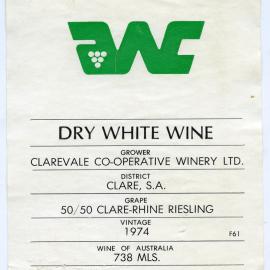 awc
DRY WHITE WINE
GROWER
CLAREVALE CO-OPERATIVE WINERY LTD.
DISTRICT
CLARE, S.A.
GRAPE
50/50 CLARE-RHINE RIESLING
VINTAGE
1974
F61
WINE OF AUSTRALIA
738 MLS.